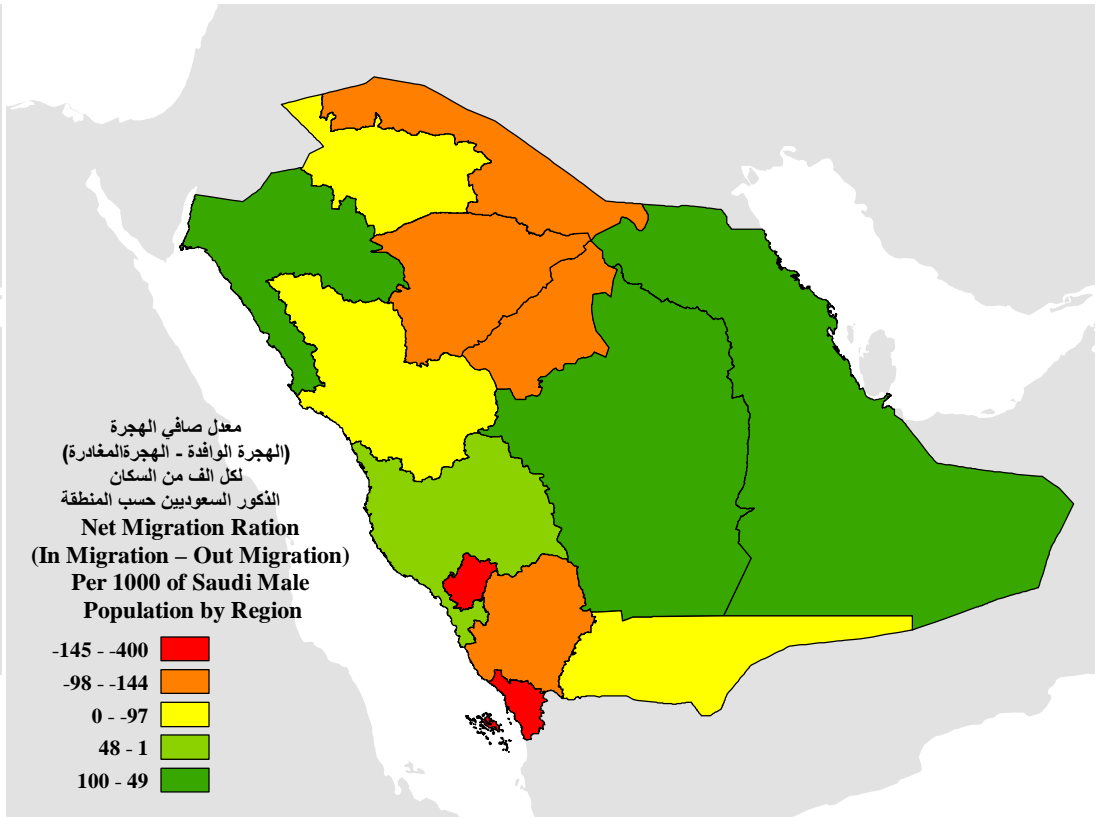 معدل صافي الهجرة
(الهجرة الوافدة - الهجرةالمغادرة)
لكل الف من السكان
الذكور السعوديين حسب المنطقة
Net Migration Ration
(In Migration – Out Migration)
Per 1000 of Saudi Male
Population by Region
-145 - -400
-98 - -144
0 - -97
48 - 1
100 - 49